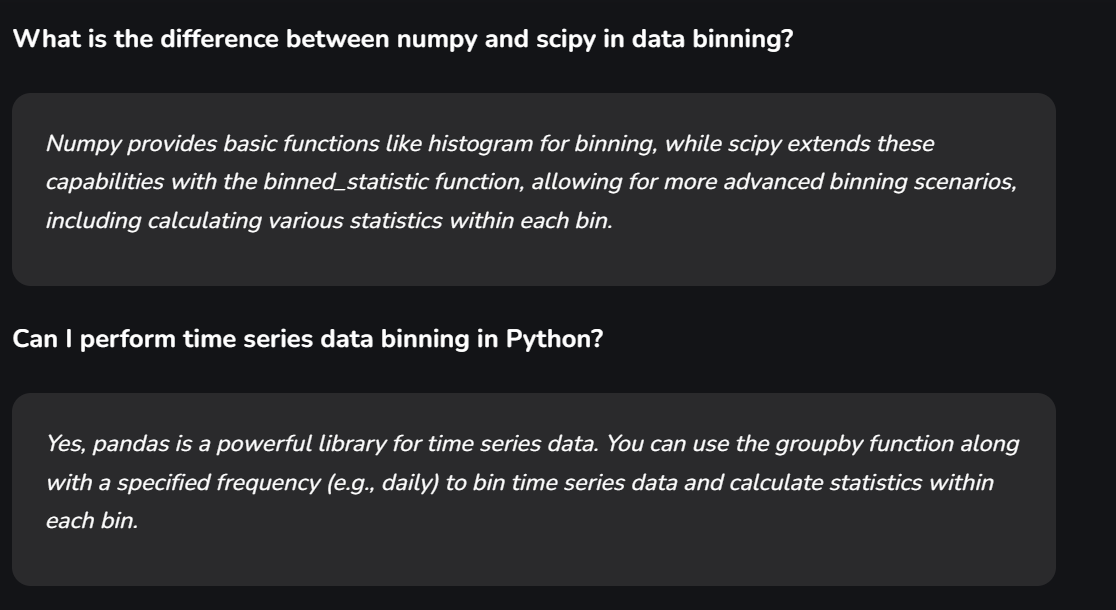 What is the difference between numpy and scipy in data binning?
Numpy provides basic functions like histogram for binning, while scipy extends these
capabilities with the binned_statistic function, allowing for more advanced binning scenarios,
including calculating various statistics within each bin.
Can I perform time series data binning in Python?
Yes, pandas is a powerful library for time series data. You can use the groupby function along
with a specified frequency (e.g., daily) to bin time series data and calculate statistics within
each bin.